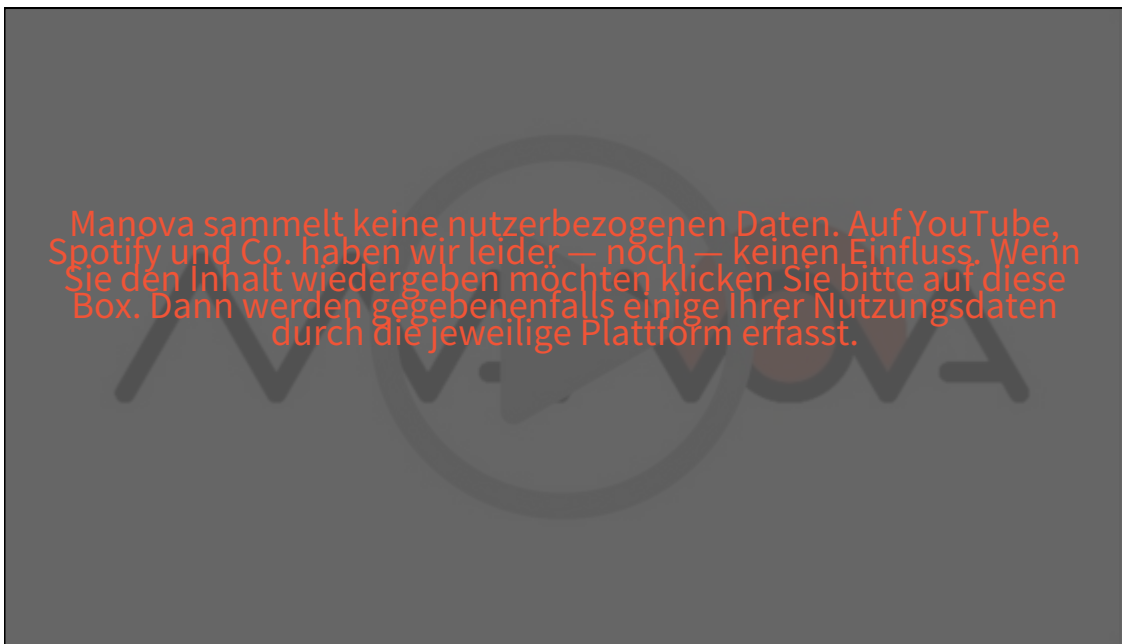 Manova sammelt keine nutzerbezogenen Daten. Auf YouTube,
Spotify und Co. haben wir leider — noch — keinen Einfluss. Wenn
Sie den Inhalt wiedergeben möchten klicken Sie bitte auf diese
Box. Dann werden gegebenenfalls einige Ihrer Nutzungsdaten
durch die jeweilige Plattform erfasst.
MANOVA